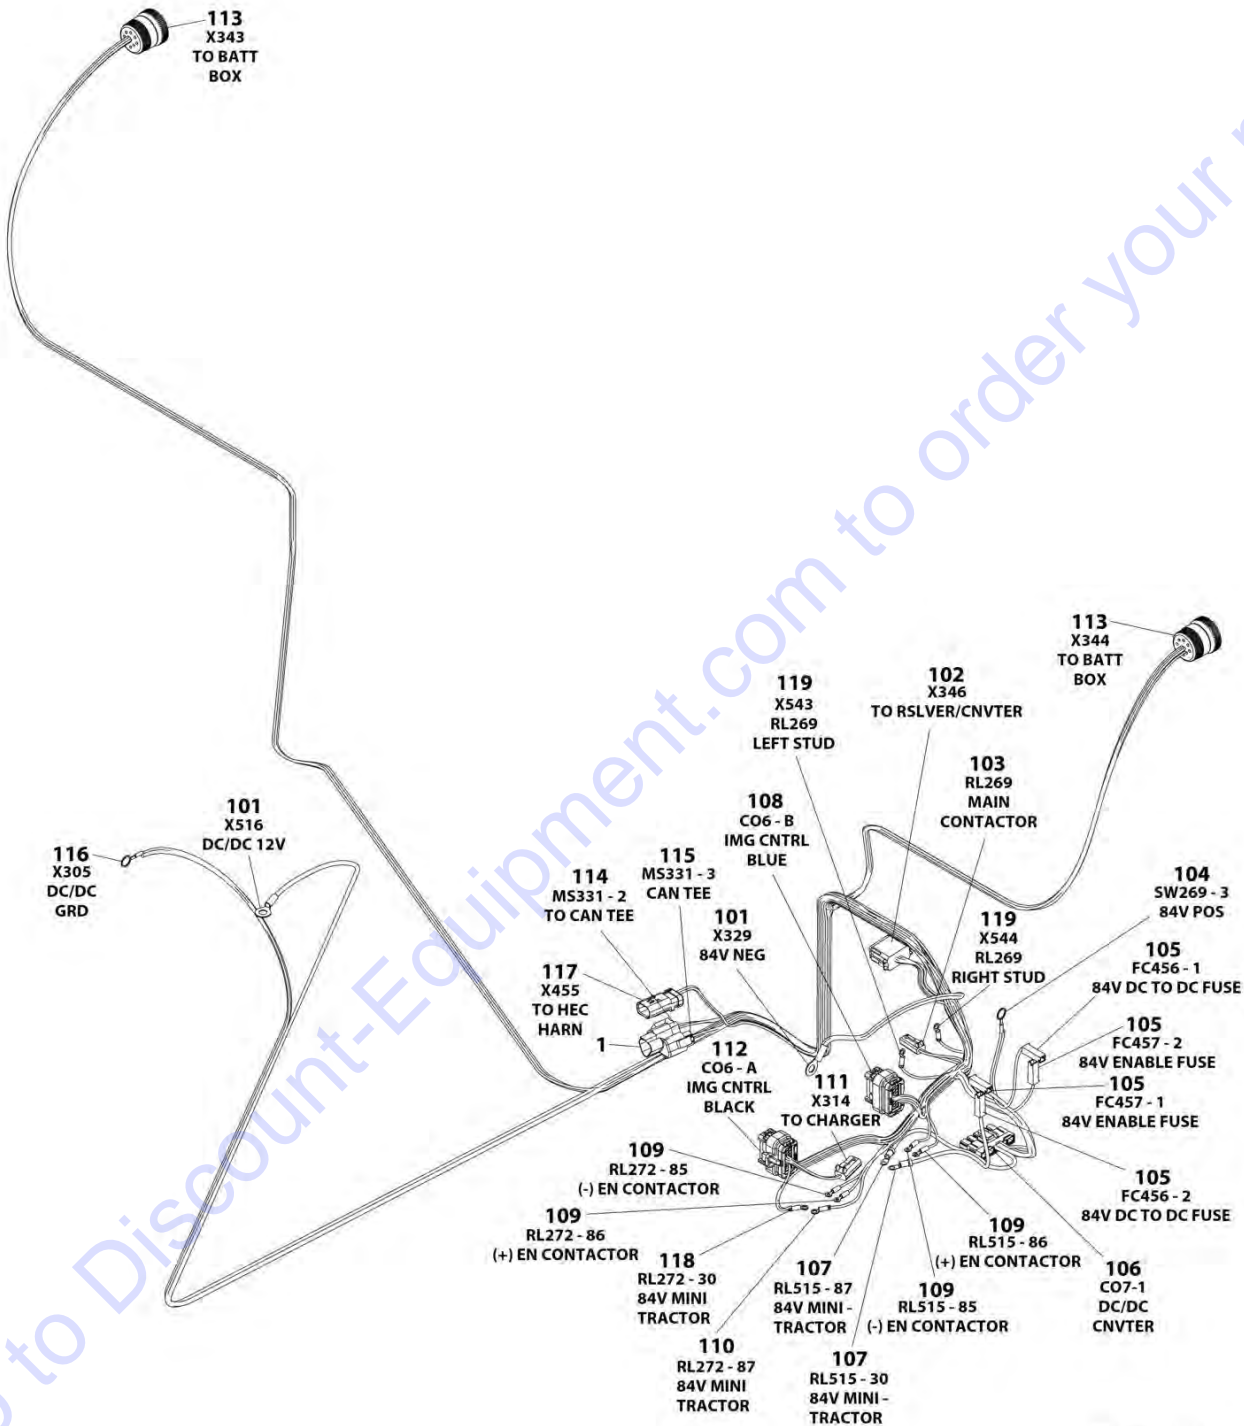 113
X343
TO BATT
BOX
113
X344
TO BATT
BOX
119
X543
RL269
LEFT STUD
102
X346
TO RSLVER/CNVTER
103
RL269
MAIN
CONTACTOR
108
CO6 - B
IMG CNTRL
BLUE
101
X516
DC/DC 12V
116
X305
DC/DC
GRD
114
MS331 - 2
TO CAN TEE
115
MS331 - 3
CAN TEE
101
X329
84V NEG
104
SW269 - 3
84V POS
119
X544
RL269
RIGHT STUD
105
FC456 - 1
84V DC TO DC FUSE
117
X455
TO HEC
HARN
1
105
FC457 - 2
84V ENABLE FUSE
112
CO6 - A
IMG CNTRL
BLACK
111
X314
TO CHARGER
105
FC457 - 1
84V ENABLE FUSE
109
RL272 - 85
(-) EN CONTACTOR
105
FC456 - 2
84V DC TO DC FUSE
109
RL272 - 86
(+) EN CONTACTOR
118
RL272 - 30
84V MINI
TRACTOR
107
RL515 - 87
84V MINI -
TRACTOR
109
RL515 - 86
(+) EN CONTACTOR
109
RL515 - 85
(-) EN CONTACTOR
106
CO7-1
DC/DC
CNVTER
110
RL272 - 87
84V MINI
TRACTOR
107
RL515 - 30
84V MINI -
TRACTOR
to Discount-Equipment.com to order your